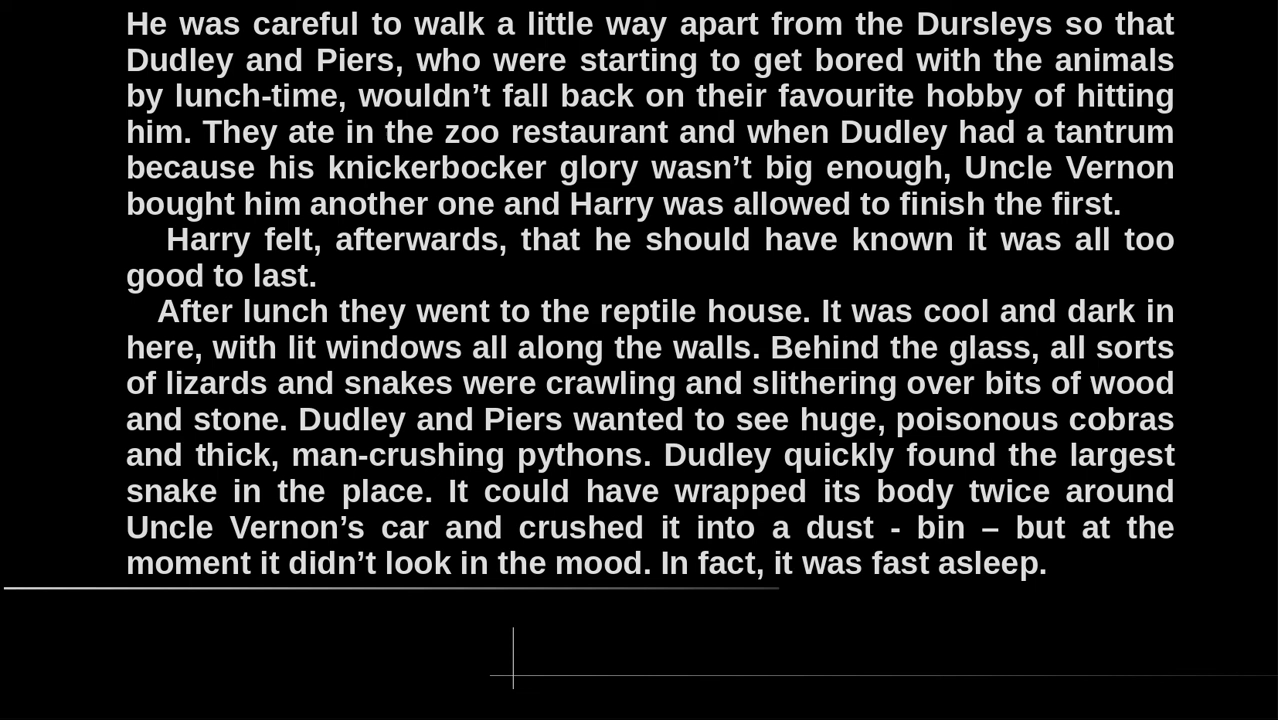 He was careful to walk a little way apart from the Dursleys so that
Dudley and Piers, who were starting to get bored with the animals
by lunch-time, wouldn’t fall back on their favourite hobby of hitting
him. They ate in the zoo restaurant and when Dudley had a tantrum
because his knickerbocker glory wasn’t big enough, Uncle Vernon
bought him another one and Harry was allowed to finish the first.
Harry felt, afterwards, that he should have known it was all too
good to last.
After lunch they went to the reptile house. It was cool and dark in
here, with lit windows all along the walls. Behind the glass, all sorts
of lizards and snakes were crawling and slithering over bits of wood
and stone. Dudley and Piers wanted to see huge, poisonous cobras
and thick, man-crushing pythons. Dudley quickly found the largest
snake in the place. It could have wrapped its body twice around
Uncle Vernon’s car and crushed it into a dust - bin – but at the
moment it didn’t look in the mood. In fact, it was fast asleep.